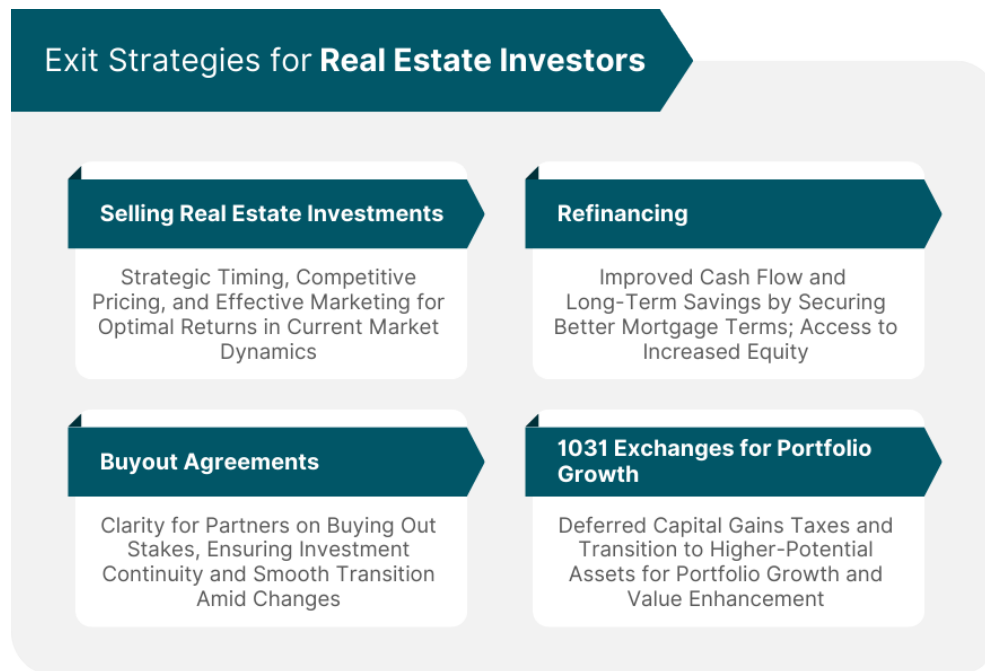 Exit Strategies for Real Estate Investors
Selling Real Estate Investments
Strategic Timing, Competitive
Pricing, and Effective Marketing for
Optimal Returns in Current Market
Dynamics
Refinancing
Improved Cash Flow and
Long-Term Savings by Securing
Better Mortgage Terms; Access to
Increased Equity
Buyout Agreements
Clarity for Partners on Buying Out
Stakes, Ensuring Investment
Continuity and Smooth Transition
Amid Changes
1031 Exchanges for Portfolio
Growth
Deferred Capital Gains Taxes and
Transition to Higher-Potential
Assets for Portfolio Growth and
Value Enhancement